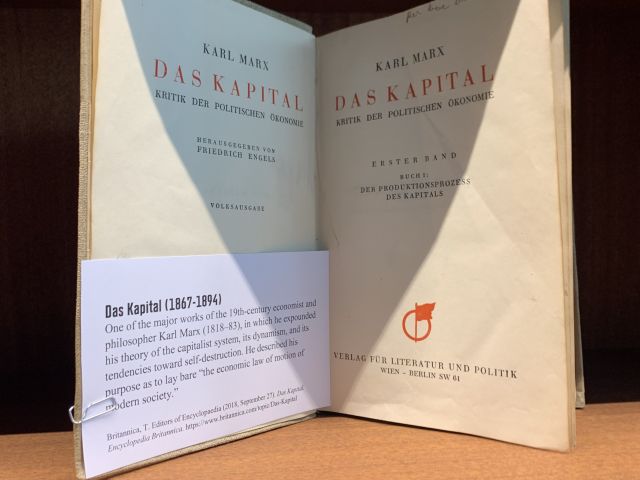 KARL MARX
DAS KAPITAL
KRITIK DER POLITISCHEN ÖKONOMIE
HERAUSGEGEBEN VON
FRIEDRICH ENGELS
VOLKSAUSGABE
KARL MARX
DAS KAPITAL
KRITIK DER POLITISCHEN ÖKONOMIE
ERSTER BAND
BUCH I:
DER PRODUKTIONSPROZESS
DES KAPITALS
VERLAG FÜR LITERATUR UND POLITIK
WIEN – BERLIN SW 61
Das Kapital (1867-1894)
One of the major works of the 19th-century economist and
philosopher Karl Marx (1818–83), in which he expounded
his theory of the capitalist system, its dynamism, and its
tendencies toward self-destruction. He described his
purpose as to lay bare “the economic law of motion of
modern society.”
Britannica, T. Editors of Encyclopaedia (2018, September 27). Das Kapital.
Encyclopedia Britannica. https://www.britannica.com/topic/Das-Kapital